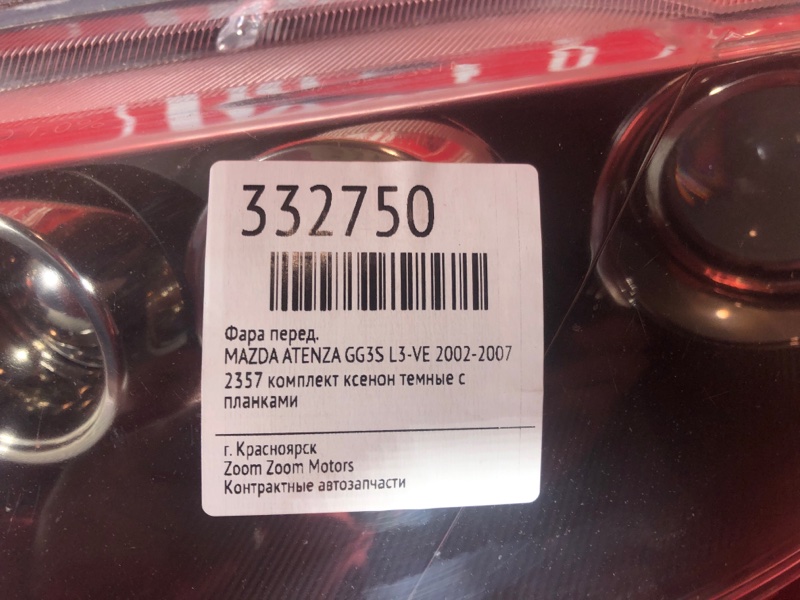 332750
Фара перед.
MAZDA ATENZA GG3S L3-VE 2002-2007
2357 комплект ксенон темные с
планками
г. Красноярск
Zoom Zoom Motors
Контрактные автозапчасти